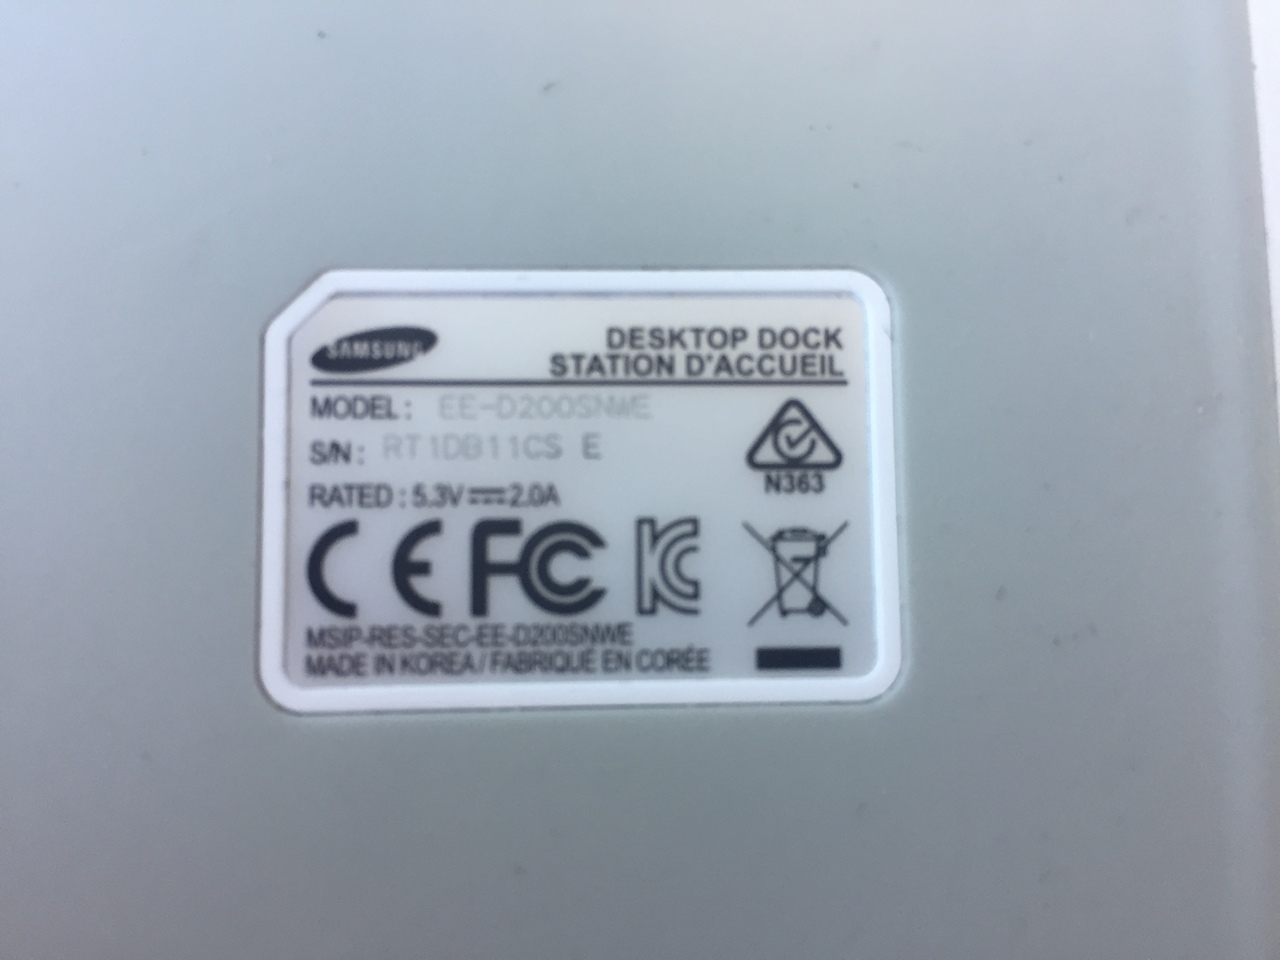 SAMSUNG
DESKTOP DOCK
STATION D'ACCUEIL
MODEL: EE-D200SNWE
S/N: RT1DB11CS E
RATED : 5.3V⎓2.0A
N363
CE FC KC
MSIP-RES-SEC-EE-D200SNWE
MADE IN KOREA / FABRIQUÉ EN CORÉE